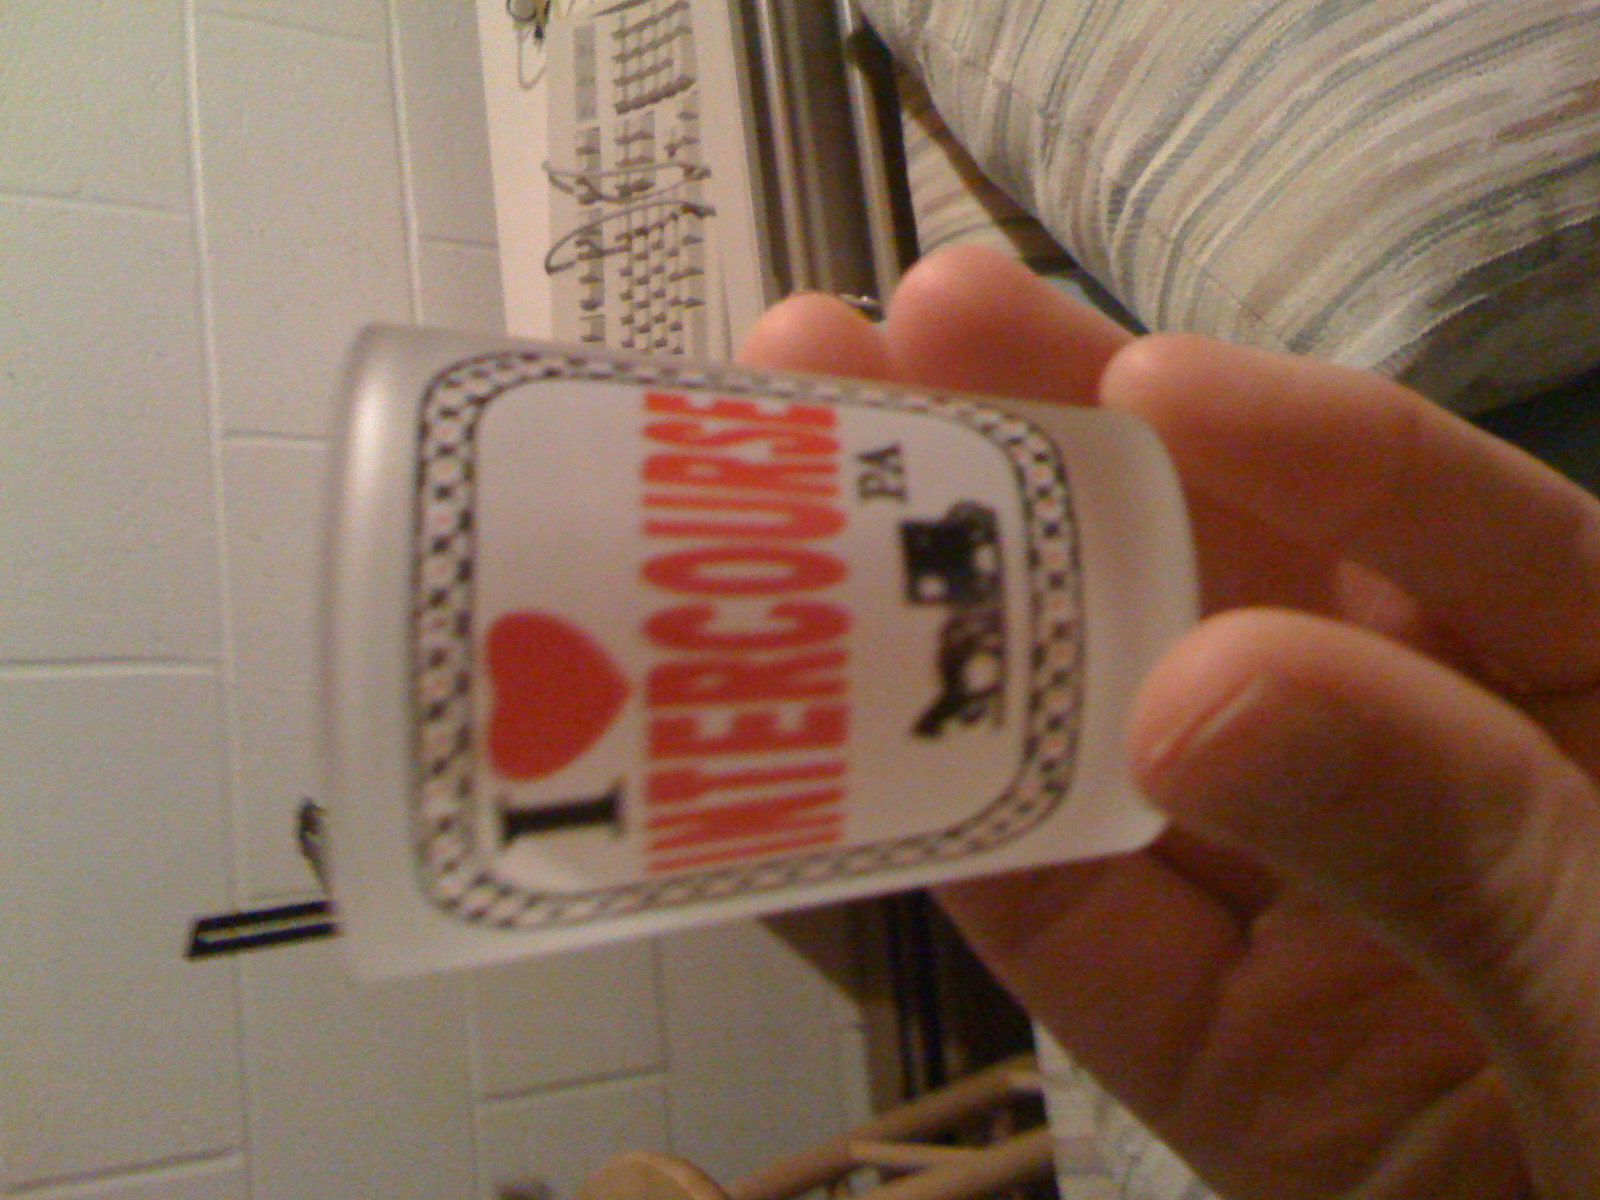 I ♥
INTERCOURSE
PA